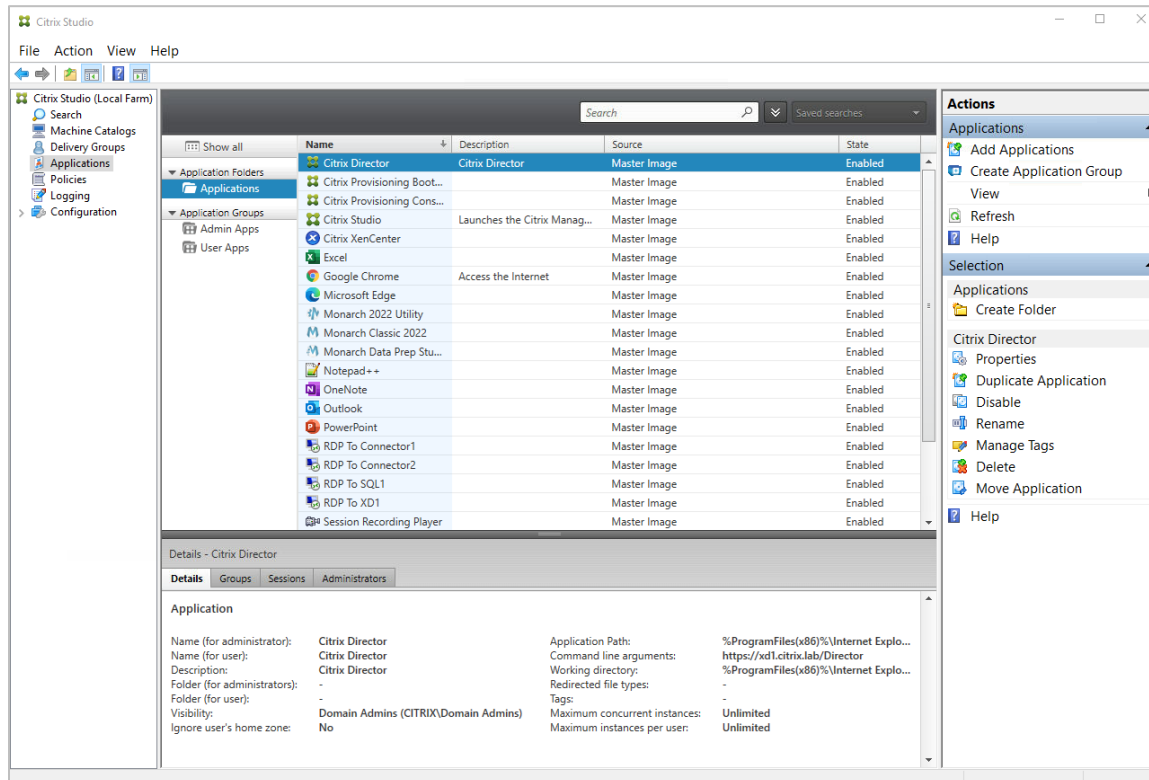 Citrix Studio
File Action View Help
Citrix Studio (Local Farm)
Search
Machine Catalogs
Delivery Groups
Applications
Policies
Logging
Configuration
Search
Saved searches
Show all
Application Folders
Applications
Application Groups
Admin Apps
User Apps
Name Description Source State
Citrix Director Citrix Director Master Image Enabled
Citrix Provisioning Boot... Master Image Enabled
Citrix Provisioning Cons... Master Image Enabled
Citrix Studio Launches the Citrix Manag... Master Image Enabled
Citrix XenCenter Master Image Enabled
Excel Master Image Enabled
Google Chrome Access the Internet Master Image Enabled
Microsoft Edge Master Image Enabled
Monarch 2022 Utility Master Image Enabled
Monarch Classic 2022 Master Image Enabled
Monarch Data Prep Stu... Master Image Enabled
Notepad++ Master Image Enabled
OneNote Master Image Enabled
Outlook Master Image Enabled
PowerPoint Master Image Enabled
RDP To Connector1 Master Image Enabled
RDP To Connector2 Master Image Enabled
RDP To SQL1 Master Image Enabled
RDP To XD1 Master Image Enabled
Session Recording Player Master Image Enabled
Details - Citrix Director
Details Groups Sessions Administrators
Application
Name (for administrator): Citrix Director
Name (for user): Citrix Director
Description: Citrix Director
Folder (for administrators): -
Folder (for user): -
Visibility: Domain Admins (CITRIX\Domain Admins)
Ignore user's home zone: No
Application Path: %ProgramFiles(x86)%\Internet Explo...
Command line arguments: https://xd1.citrix.lab/Director
Working directory: %ProgramFiles(x86)%\Internet Explo...
Redirected file types: -
Tags: -
Maximum concurrent instances: Unlimited
Maximum instances per user: Unlimited
Actions
Applications
Add Applications
Create Application Group
View
Refresh
Help
Selection
Applications
Create Folder
Citrix Director
Properties
Duplicate Application
Disable
Rename
Manage Tags
Delete
Move Application
Help